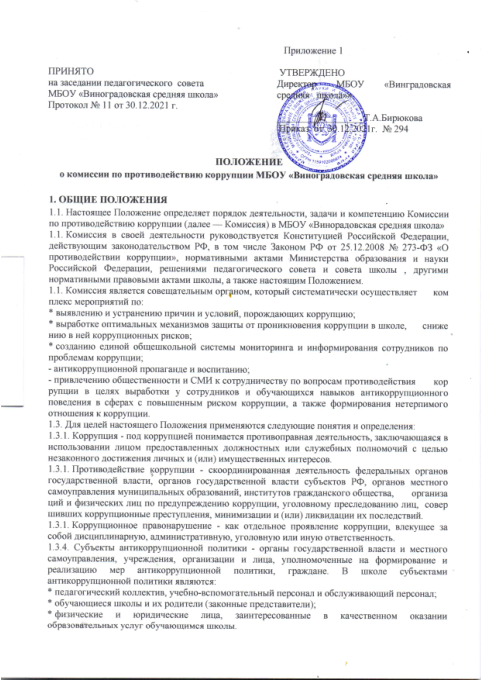 Приложение 1
ПРИНЯТО
на заседании педагогического совета
МБОУ «Виноградовская средняя школа»
Протокол № 11 от 30.12.2021 г.
УТВЕРЖДЕНО
Директор МБОУ «Винградовская
средняя школа»
Г.А.Бирюкова
Приказ от 30.12.2021г. № 294
ПОЛОЖЕНИЕ
о комиссии по противодействию коррупции МБОУ «Виноградовская средняя школа»
1. ОБЩИЕ ПОЛОЖЕНИЯ
1.1. Настоящее Положение определяет порядок деятельности, задачи и компетенцию Комиссии
по противодействию коррупции (далее — Комиссия) в МБОУ «Винорадовская средняя школа»
1.1. Комиссия в своей деятельности руководствуется Конституцией Российской Федерации,
действующим законодательством РФ, в том числе Законом РФ от 25.12.2008 № 273-ФЗ «О
противодействии коррупции», нормативными актами Министерства образования и науки
Российской Федерации, решениями педагогического совета и совета школы , другими
нормативными правовыми актами школы, а также настоящим Положением.
1.1. Комиссия является совещательным органом, который систематически осуществляет ком
плекс мероприятий по:
* выявлению и устранению причин и условий, порождающих коррупцию;
* выработке оптимальных механизмов защиты от проникновения коррупции в школе, сниже
нию в ней коррупционных рисков;
* созданию единой общешкольной системы мониторинга и информирования сотрудников по
проблемам коррупции;
- антикоррупционной пропаганде и воспитанию;
- привлечению общественности и СМИ к сотрудничеству по вопросам противодействия кор
рупции в целях выработки у сотрудников и обучающихся навыков антикоррупционного
поведения в сферах с повышенным риском коррупции, а также формирования нетерпимого
отношения к коррупции.
1.3. Для целей настоящего Положения применяются следующие понятия и определения:
1.3.1. Коррупция - под коррупцией понимается противоправная деятельность, заключающаяся в
использовании лицом предоставленных должностных или служебных полномочий с целью
незаконного достижения личных и (или) имущественных интересов.
1.3.1. Противодействие коррупции - скоординированная деятельность федеральных органов
государственной власти, органов государственной власти субъектов РФ, органов местного
самоуправления муниципальных образований, институтов гражданского общества, организа
ций и физических лиц по предупреждению коррупции, уголовному преследованию лиц, совер
шивших коррупционные преступления, минимизации и (или) ликвидации их последствий.
1.3.1. Коррупционное правонарушение - как отдельное проявление коррупции, влекущее за
собой дисциплинарную, административную, уголовную или иную ответственность.
1.3.4. Субъекты антикоррупционной политики - органы государственной власти и местного
самоуправления, учреждения, организации и лица, уполномоченные на формирование и
реализацию мер антикоррупционной политики, граждане. В школе субъектами
антикоррупционной политики являются:
* педагогический коллектив, учебно-вспомогательный персонал и обслуживающий персонал;
* обучающиеся школы и их родители (законные представители);
* физические и юридические лица, заинтересованные в качественном оказании
образовательных услуг обучающимся школы.